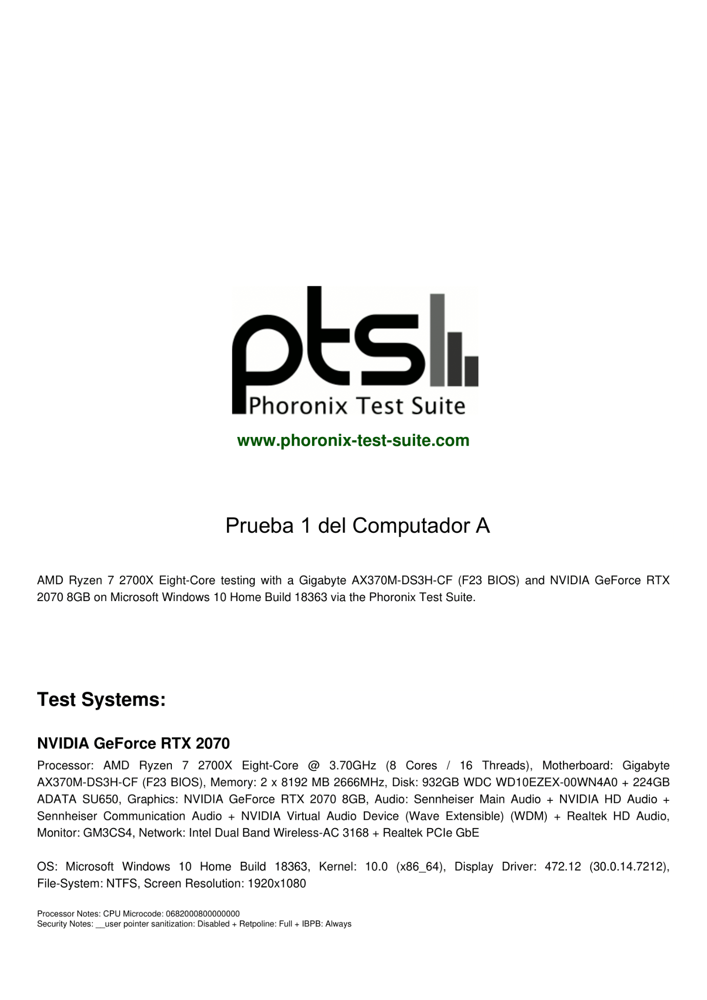 pts
Phoronix Test Suite
www.phoronix-test-suite.com
Prueba 1 del Computador A
AMD Ryzen 7 2700X Eight-Core testing with a Gigabyte AX370M-DS3H-CF (F23 BIOS) and NVIDIA GeForce RTX
2070 8GB on Microsoft Windows 10 Home Build 18363 via the Phoronix Test Suite.
Test Systems:
NVIDIA GeForce RTX 2070
Processor: AMD Ryzen 7 2700X Eight-Core @ 3.70GHz (8 Cores / 16 Threads), Motherboard: Gigabyte
AX370M-DS3H-CF (F23 BIOS), Memory: 2 x 8192 MB 2666MHz, Disk: 932GB WDC WD10EZEX-00WN4A0 + 224GB
ADATA SU650, Graphics: NVIDIA GeForce RTX 2070 8GB, Audio: Sennheiser Main Audio + NVIDIA HD Audio +
Sennheiser Communication Audio + NVIDIA Virtual Audio Device (Wave Extensible) (WDM) + Realtek HD Audio,
Monitor: GM3CS4, Network: Intel Dual Band Wireless-AC 3168 + Realtek PCIe GbE
OS: Microsoft Windows 10 Home Build 18363, Kernel: 10.0 (x86_64), Display Driver: 472.12 (30.0.14.7212),
File-System: NTFS, Screen Resolution: 1920x1080
Processor Notes: CPU Microcode: 0682000800000000
Security Notes: __user pointer sanitization: Disabled + Retpoline: Full + IBPB: Always